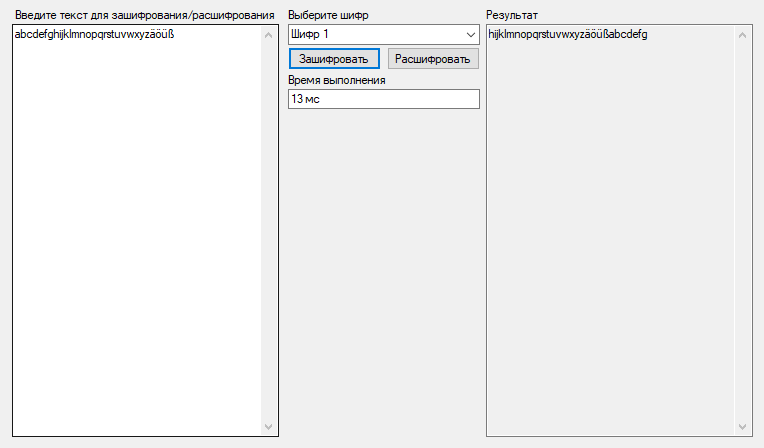 Введите текст для зашифрования/расшифрования
abcdefghijklmnopqrstuvwxyzäöüß
Выберите шифр
Шифр 1
Зашифровать
Расшифровать
Время выполнения
13 мс
Результат
hijklmnopqrstuvwxyzäöüßabcdefg